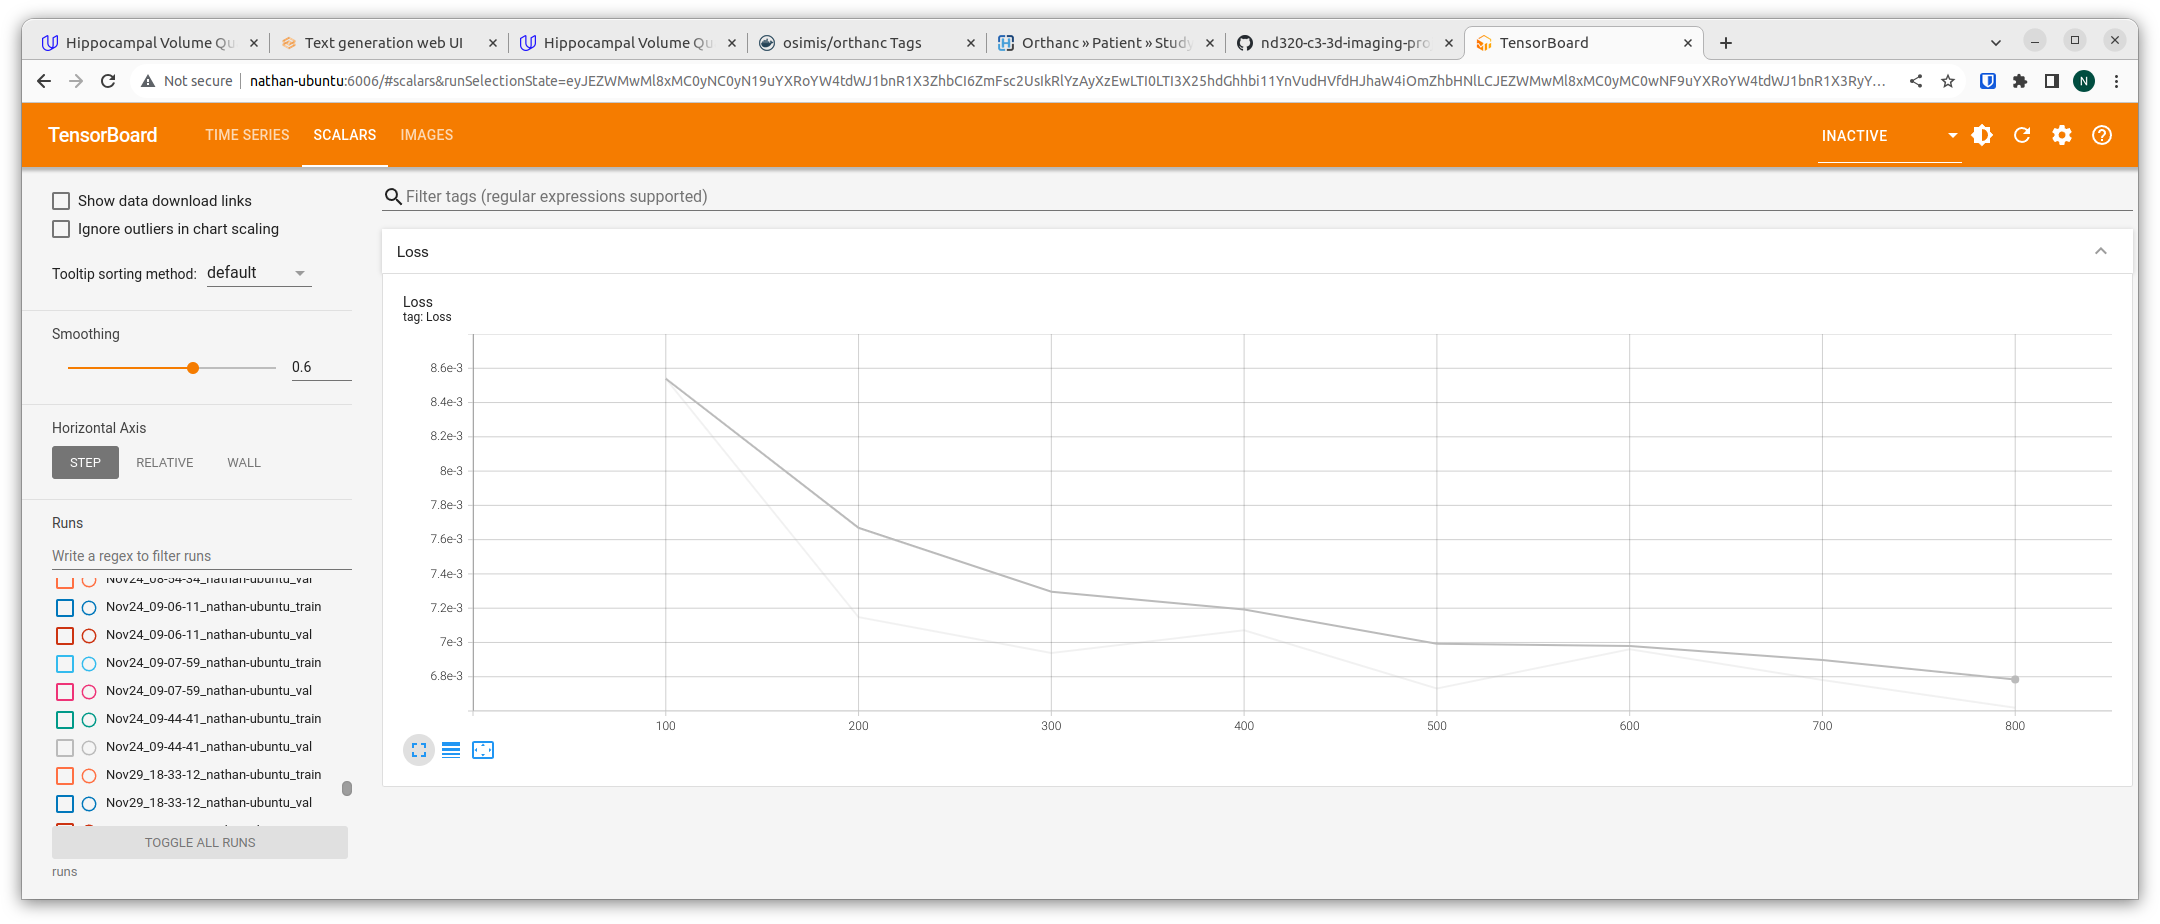 Hippocampal Volume Qu
Text generation web UI
Hippocampal Volume Qu
osimis/orthanc Tags
Orthanc » Patient » Study
nd320-c3-3d-imaging-pro
TensorBoard
Not secure
nathan-ubuntu:6006/#scalars&runSelectionState=eyJEZWMwMl8xMC0yNC0yN19uYXRoYW4tdWJ1bnR1X3ZhbCI6ZmFsc2UsIkRlYzAyXzEwLTI0LTI3X25hdGhhbi11YnVudHVfdHJhaW4iOmZhbHNlLCJEZWMwMl8xMC0yMC0wNF9uYXRoYW4tdWJ1bnR1X3RyY...
N
TensorBoard
TIME SERIES
SCALARS
IMAGES
INACTIVE
Show data download links
Ignore outliers in chart scaling
Tooltip sorting method: default
Smoothing
0.6
Horizontal Axis
STEP
RELATIVE
WALL
Runs
Write a regex to filter runs
Nov24_08-54-34_nathan-ubuntu_val
Nov24_09-06-11_nathan-ubuntu_train
Nov24_09-06-11_nathan-ubuntu_val
Nov24_09-07-59_nathan-ubuntu_train
Nov24_09-07-59_nathan-ubuntu_val
Nov24_09-44-41_nathan-ubuntu_train
Nov24_09-44-41_nathan-ubuntu_val
Nov29_18-33-12_nathan-ubuntu_train
Nov29_18-33-12_nathan-ubuntu_val
TOGGLE ALL RUNS
runs
Filter tags (regular expressions supported)
Loss
Loss
tag: Loss
8.6e-3
8.4e-3
8.2e-3
8e-3
7.8e-3
7.6e-3
7.4e-3
7.2e-3
7e-3
6.8e-3
100
200
300
400
500
600
700
800